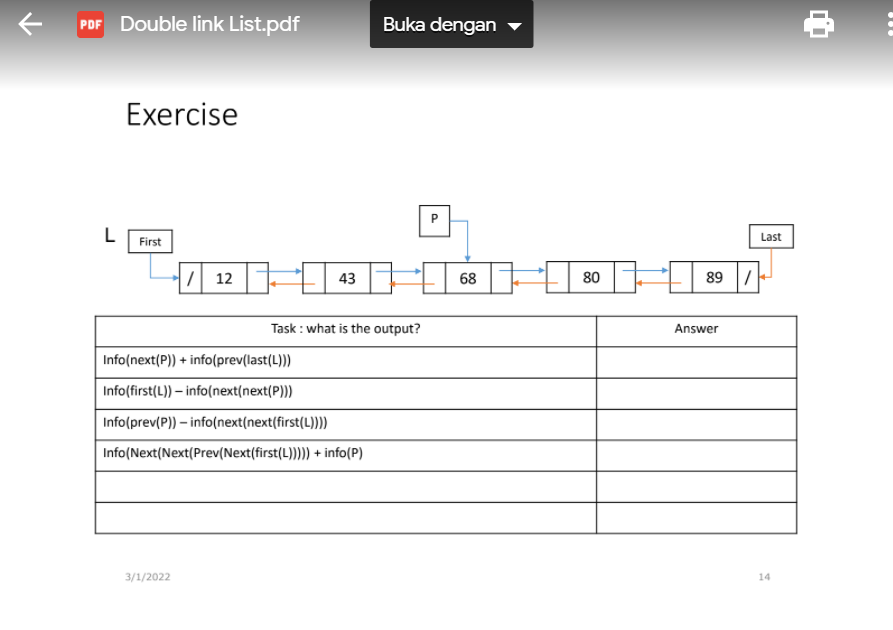 PDF Double link List.pdf Buka dengan
Exercise
P
L First Last
/ 12 43 68 80 89 /
Task : what is the output? Answer
Info(next(P)) + info(prev(last(L)))
Info(first(L)) – info(next(next(P)))
Info(prev(P)) – info(next(next(first(L))))
Info(Next(Next(Prev(Next(first(L))))) + info(P)
3/1/2022 14